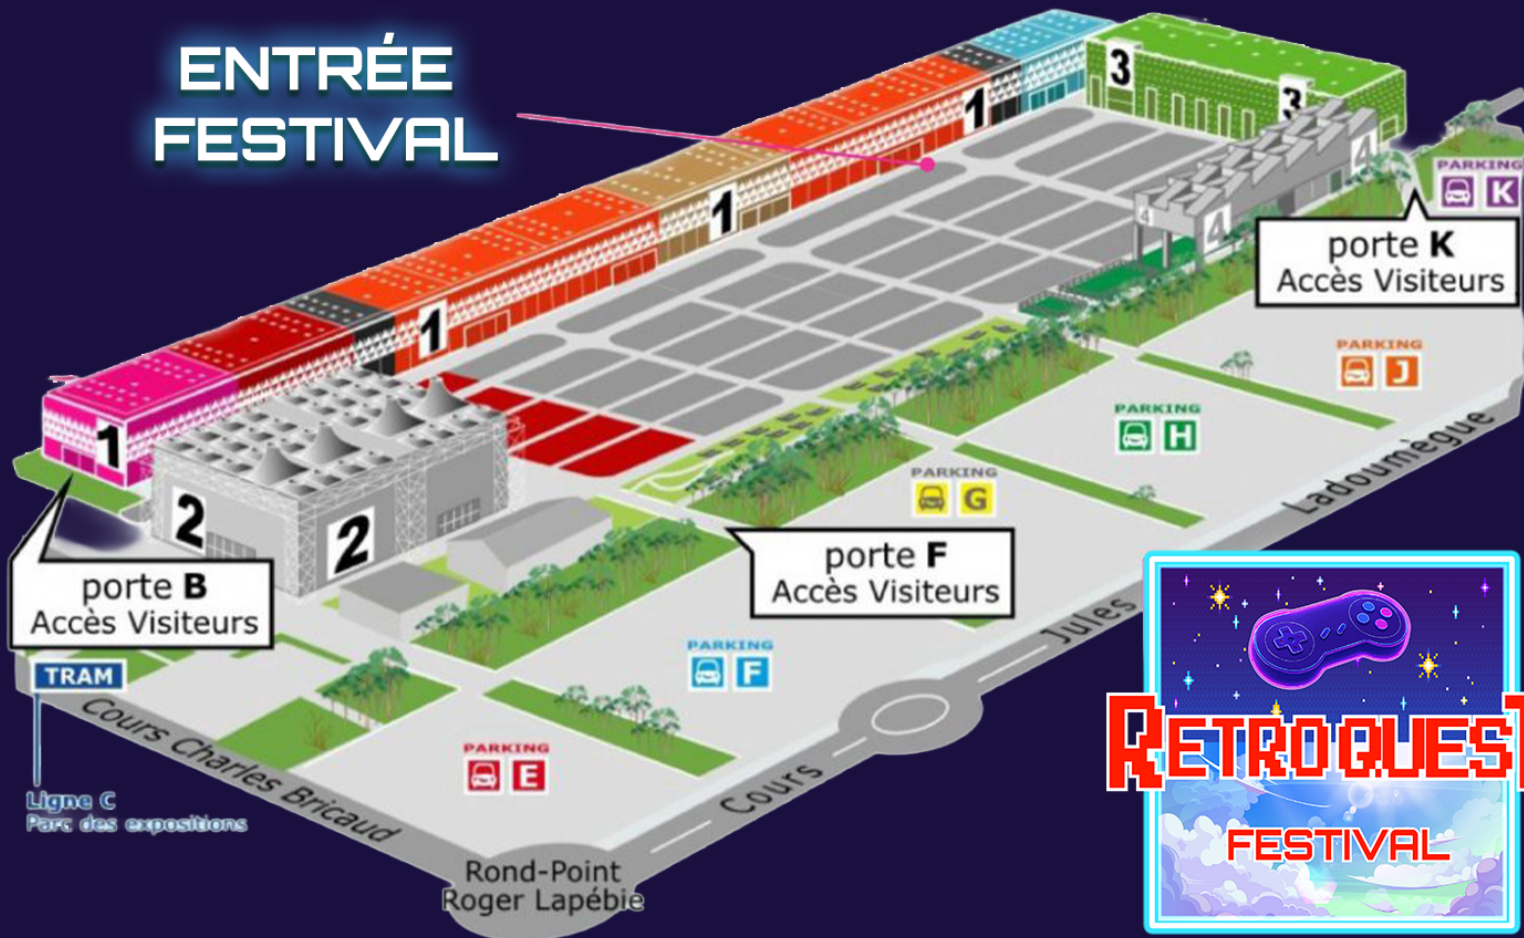 ENTRÉE
FESTIVAL
3
3
1
4
4
4
1
1
1
2
2
PARKING
K
porte K
Accès Visiteurs
PARKING
J
PARKING
H
PARKING
G
porte F
Accès Visiteurs
porte B
Accès Visiteurs
TRAM
Ligne C
Parc des expositions
PARKING
F
PARKING
E
Cours Charles Bricaud
Rond-Point
Roger Lapébie
Cours Jules Ladoumègue
RETROQUEST
FESTIVAL